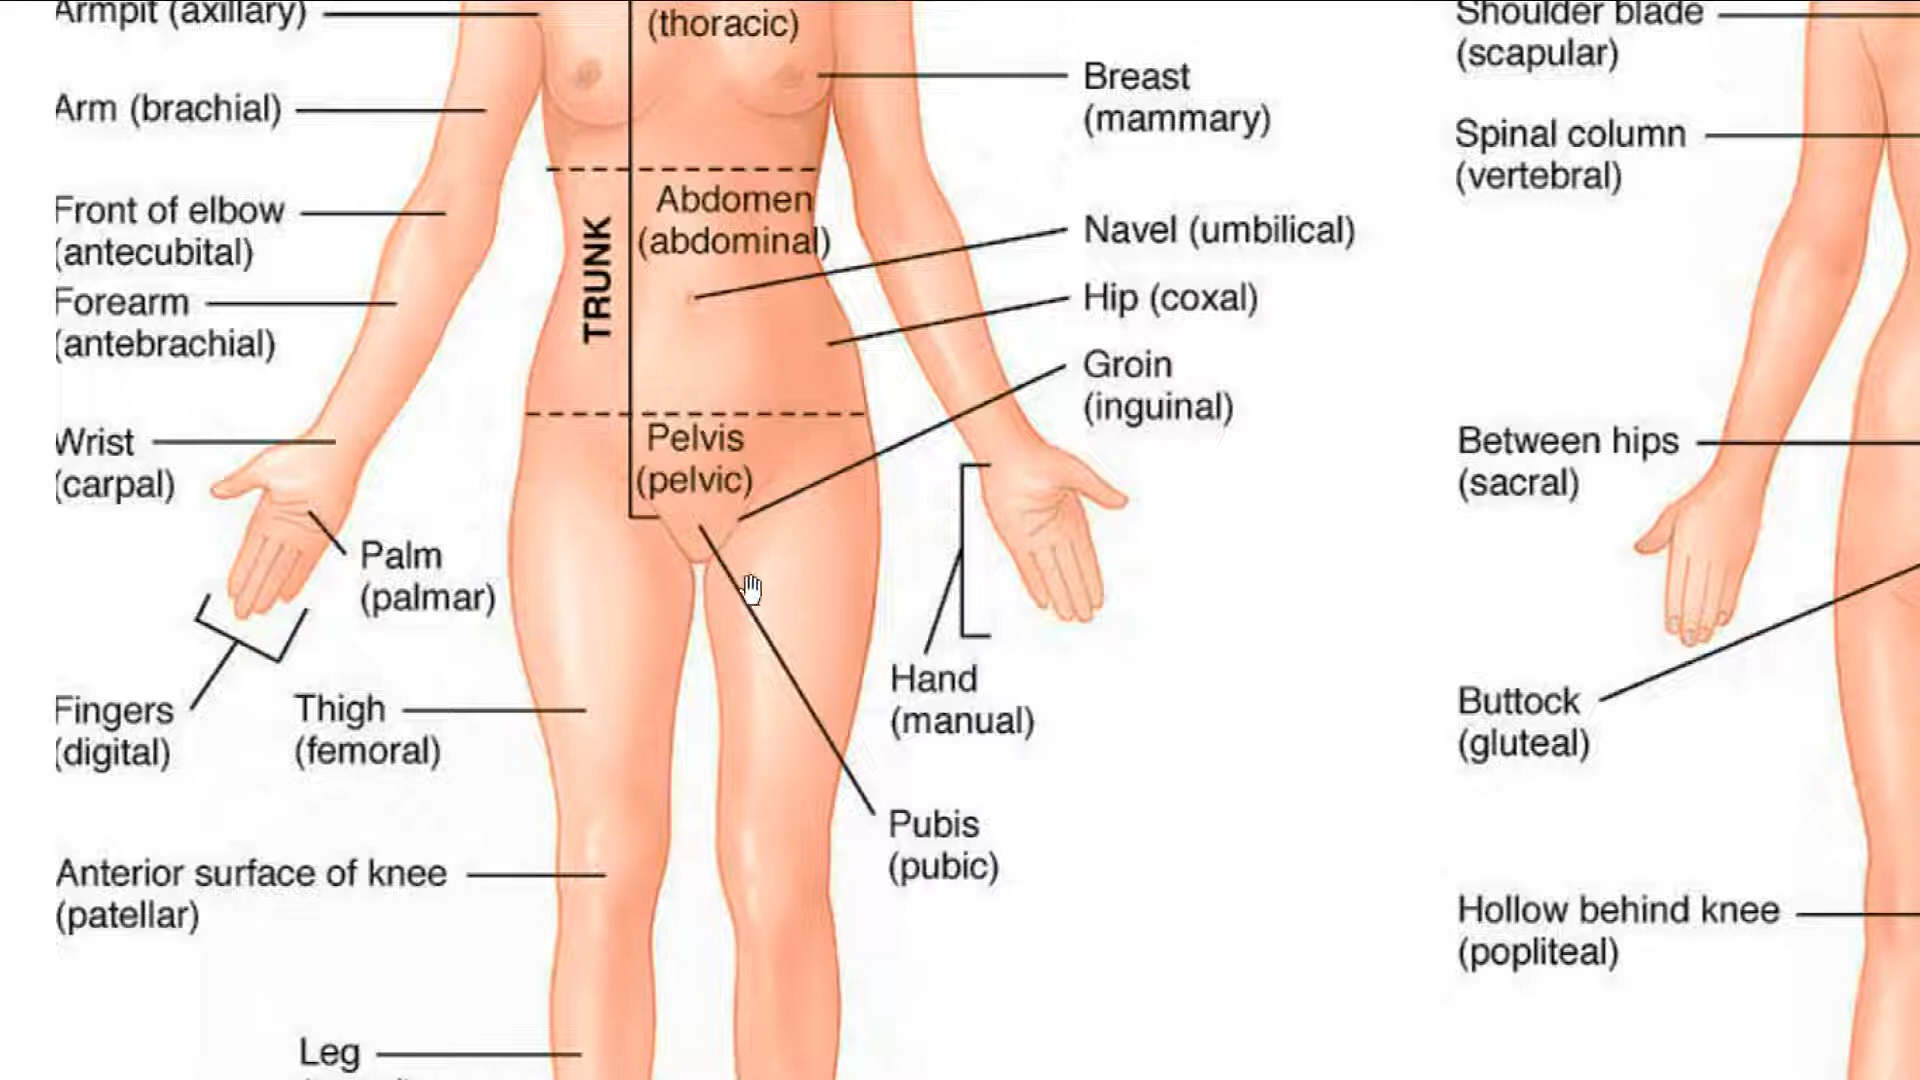 Armpit (axillary)
(thoracic)
Shoulder blade
(scapular)
Breast
(mammary)
Arm (brachial)
Spinal column
(vertebral)
Abdomen
(abdominal)
Front of elbow
(antecubital)
TRUNK
Navel (umbilical)
Forearm
(antebrachial)
Hip (coxal)
Groin
(inguinal)
Wrist
(carpal)
Pelvis
(pelvic)
Between hips
(sacral)
Palm
(palmar)
Hand
(manual)
Fingers
(digital)
Thigh
(femoral)
Buttock
(gluteal)
Pubis
(pubic)
Anterior surface of knee
(patellar)
Hollow behind knee
(popliteal)
Leg